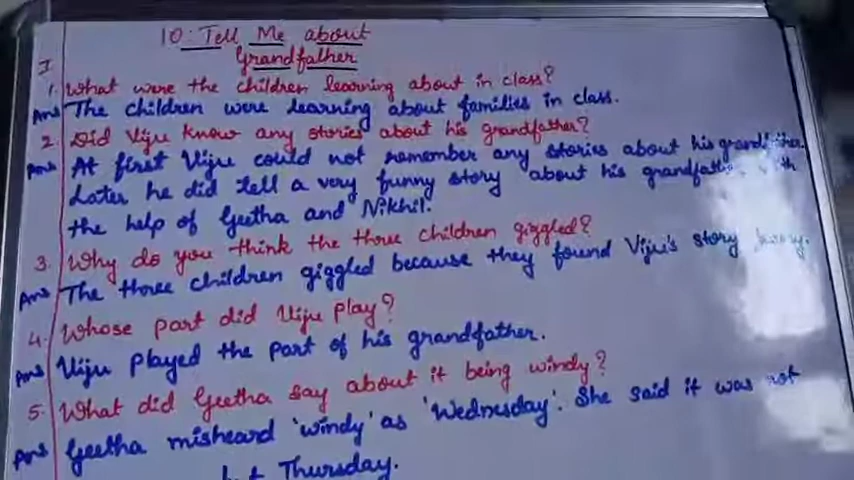 10: Tell Me about
Grandfather
I
1. What were the children learning about in class?
Ans The children were learning about families in class.
2. Did Viju know any stories about his grandfather?
Ans At first Viju could not remember any stories about his grandfather.
Later he did tell a very funny story about his grandfather with
the help of Geetha and Nikhil.
3. Why do you think the three children giggled?
Ans The three children giggled because they found Viju's story funny.
4. Whose part did Viju play?
Ans Viju played the part of his grandfather.
5. What did Geetha say about it being windy?
Ans Geetha misheard 'windy' as 'Wednesday'. She said it was not
but Thursday.